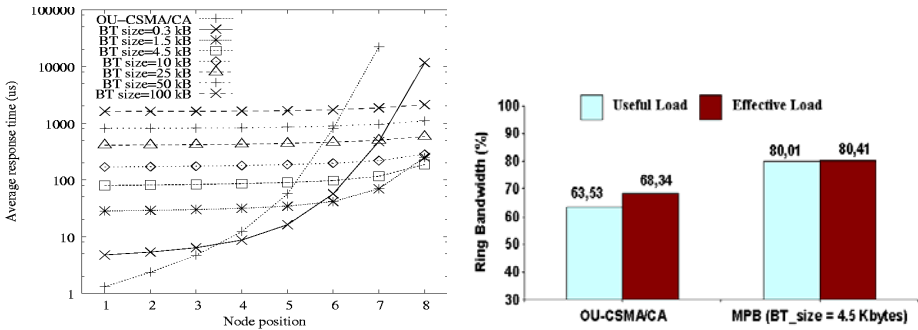 100000
10000
1000
100
10
1
Average response time (us)
OU-CSMA/CA
BT size=0.3 kB
BT size=1.5 kB
BT size=4.5 kB
BT size=10 kB
BT size=25 kB
BT size=50 kB
BT size=100 kB
1 2 3 4 5 6 7 8
Node position
Useful Load Effective Load
100
90
80
70
60
50
40
30
Ring Bandwidth (%)
63,53
68,34
80,01
80,41
OU-CSMA/CA
MPB (BT_size = 4.5 Kbytes)